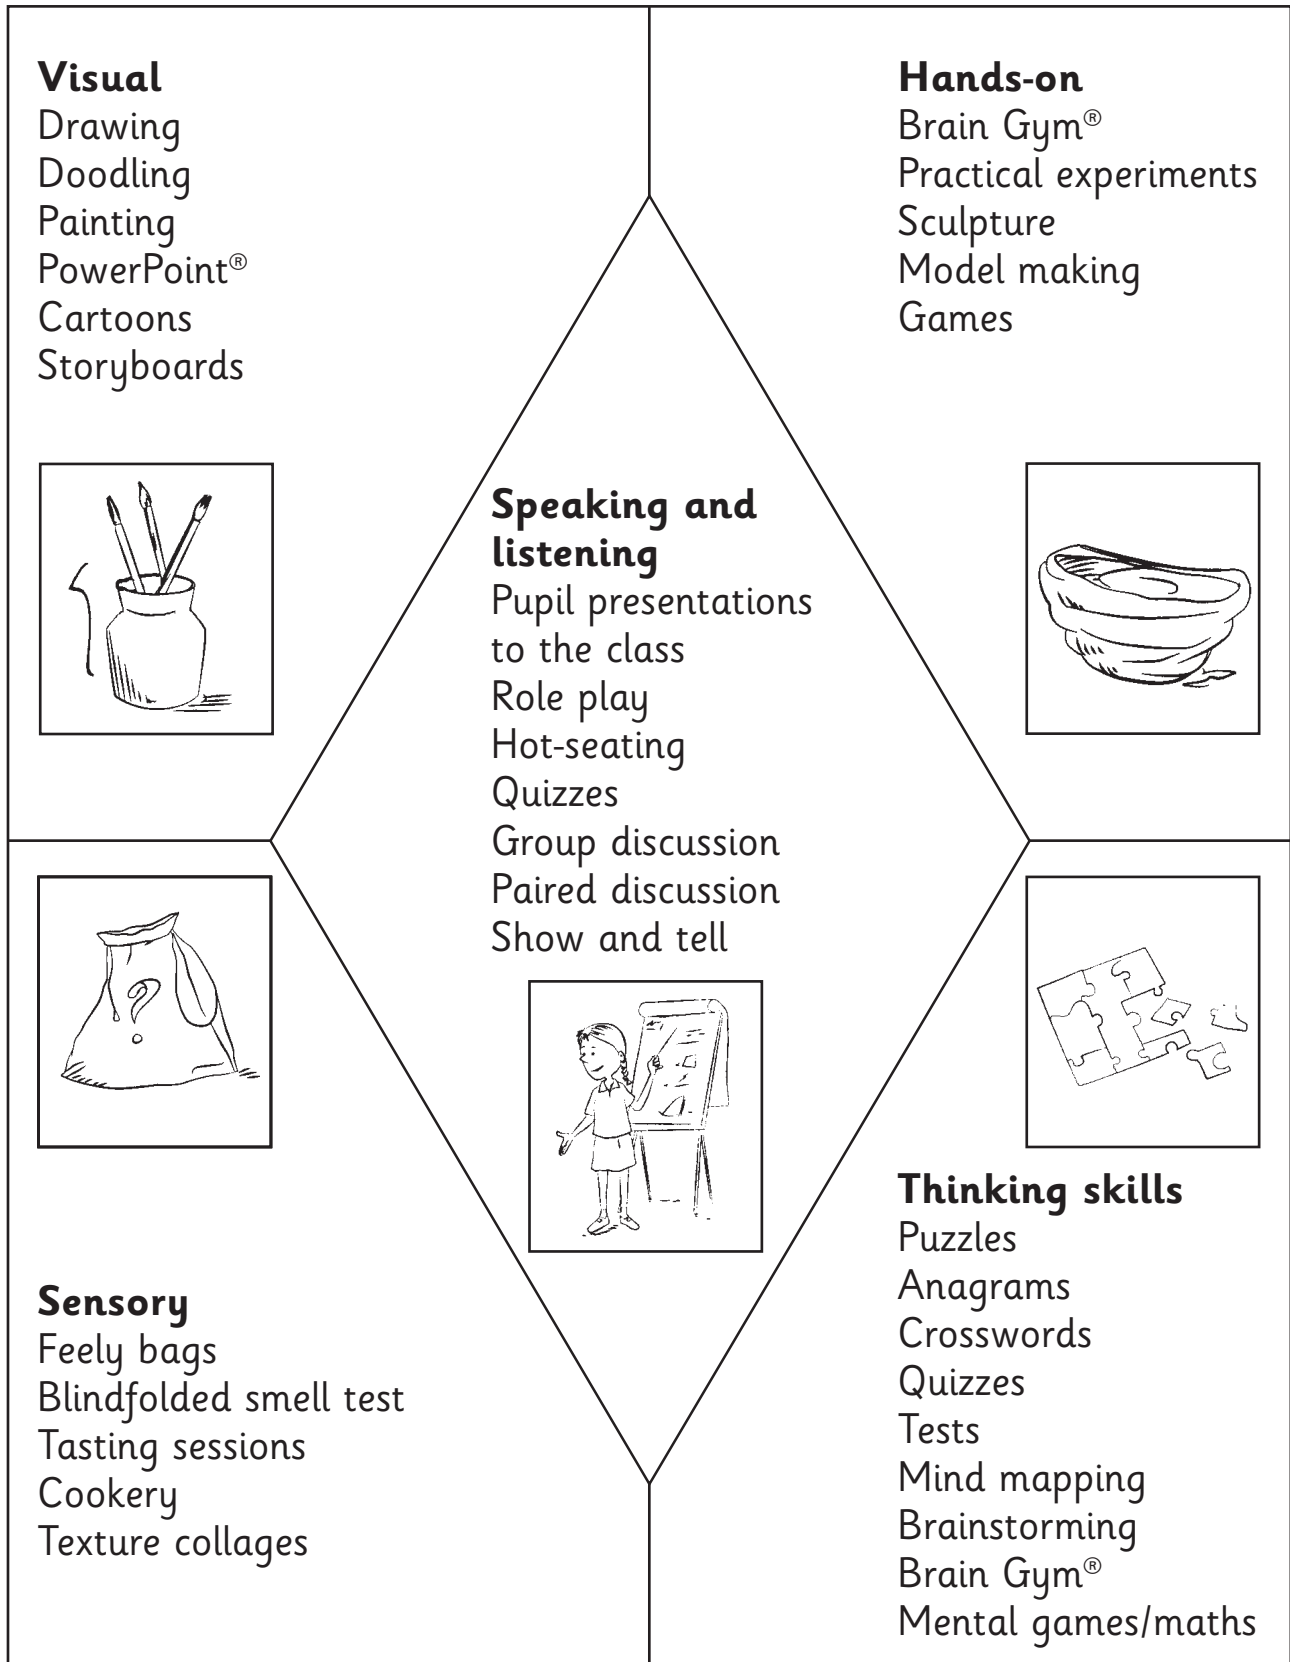 Visual
Drawing
Doodling
Painting
PowerPoint®
Cartoons
Storyboards
Hands-on
Brain Gym®
Practical experiments
Sculpture
Model making
Games
Speaking and
listening
Pupil presentations
to the class
Role play
Hot-seating
Quizzes
Group discussion
Paired discussion
Show and tell
?
Sensory
Feely bags
Blindfolded smell test
Tasting sessions
Cookery
Texture collages
Thinking skills
Puzzles
Anagrams
Crosswords
Quizzes
Tests
Mind mapping
Brainstorming
Brain Gym®
Mental games/maths